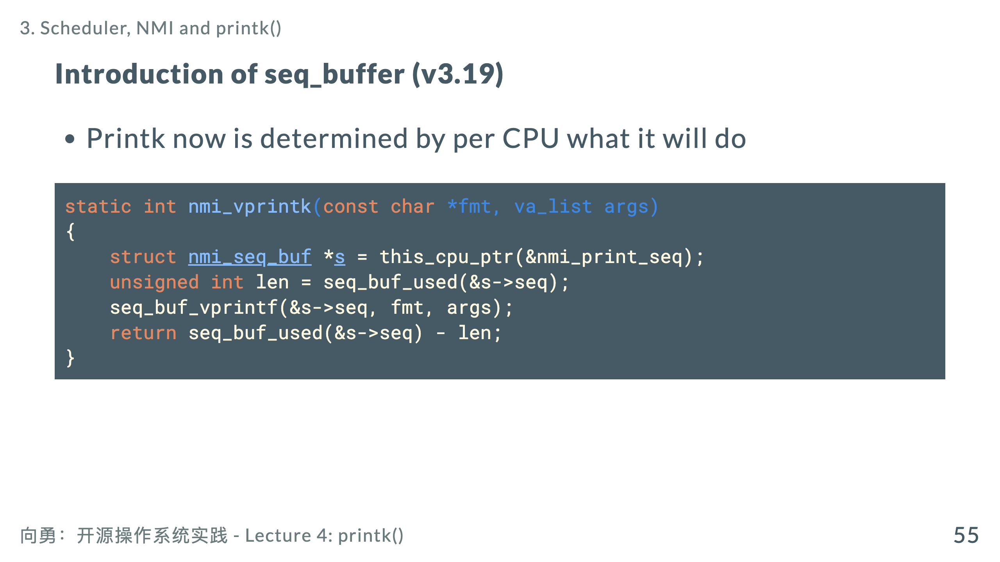 3. Scheduler, NMI and printk()
Introduction of seq_buffer (v3.19)
• Printk now is determined by per CPU what it will do
static int nmi_vprintk(const char *fmt, va_list args)
{
    struct nmi_seq_buf *s = this_cpu_ptr(&nmi_print_seq);
    unsigned int len = seq_buf_used(&s->seq);
    seq_buf_vprintf(&s->seq, fmt, args);
    return seq_buf_used(&s->seq) - len;
}
向勇：开源操作系统实践 - Lecture 4: printk()
55